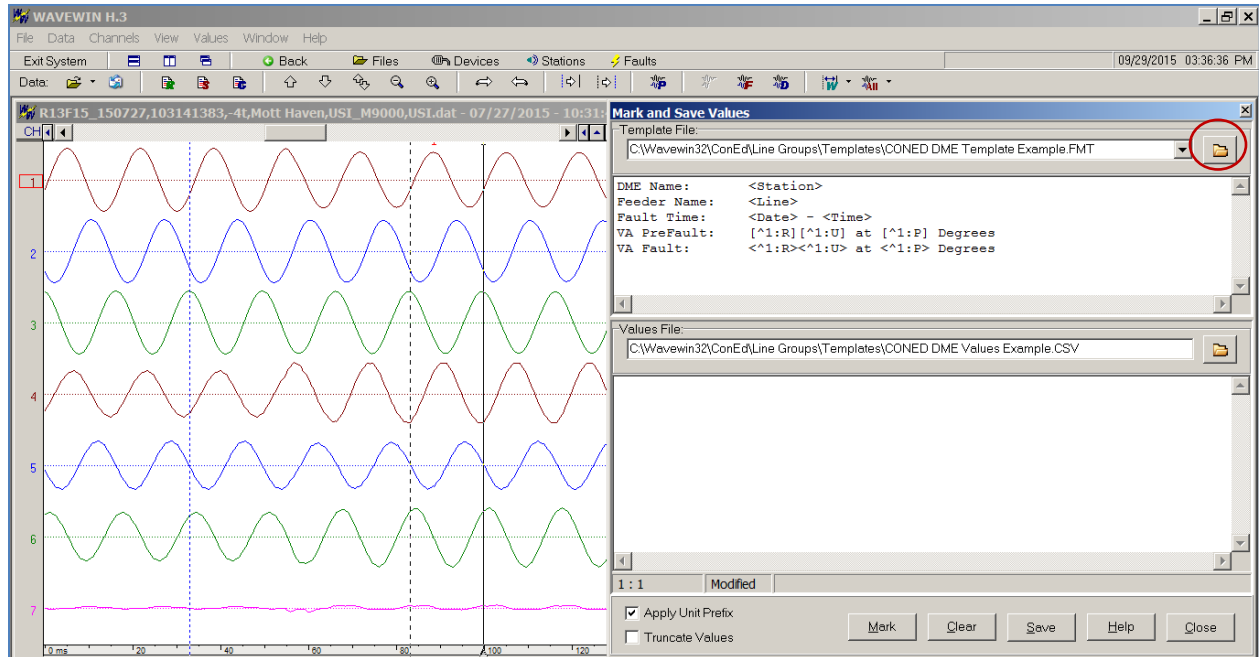 WAVEWIN H.3
File Data Channels View Values Window Help
Exit System Back Files Devices Stations Faults 09/29/2015 03:36:36 PM
Data:
R13F15_150727,103141383,-4t,Mott Haven,USI_M9000,USI.dat - 07/27/2015 - 10:31:
CH
1
1
2
3
4
5
6
7
0 ms 20 40 60 80 100 120
Mark and Save Values
Template File:
C:\Wavewin32\ConEd\Line Groups\Templates\CONED DME Template Example.FMT
DME Name: <Station>
Feeder Name: <Line>
Fault Time: <Date> - <Time>
VA PreFault: [^1:R][^1:U] at [^1:P] Degrees
VA Fault: <^1:R><^1:U> at <^1:P> Degrees
Values File:
C:\Wavewin32\ConEd\Line Groups\Templates\CONED DME Values Example.CSV
1 : 1 Modified
Apply Unit Prefix
Truncate Values
Mark Clear Save Help Close